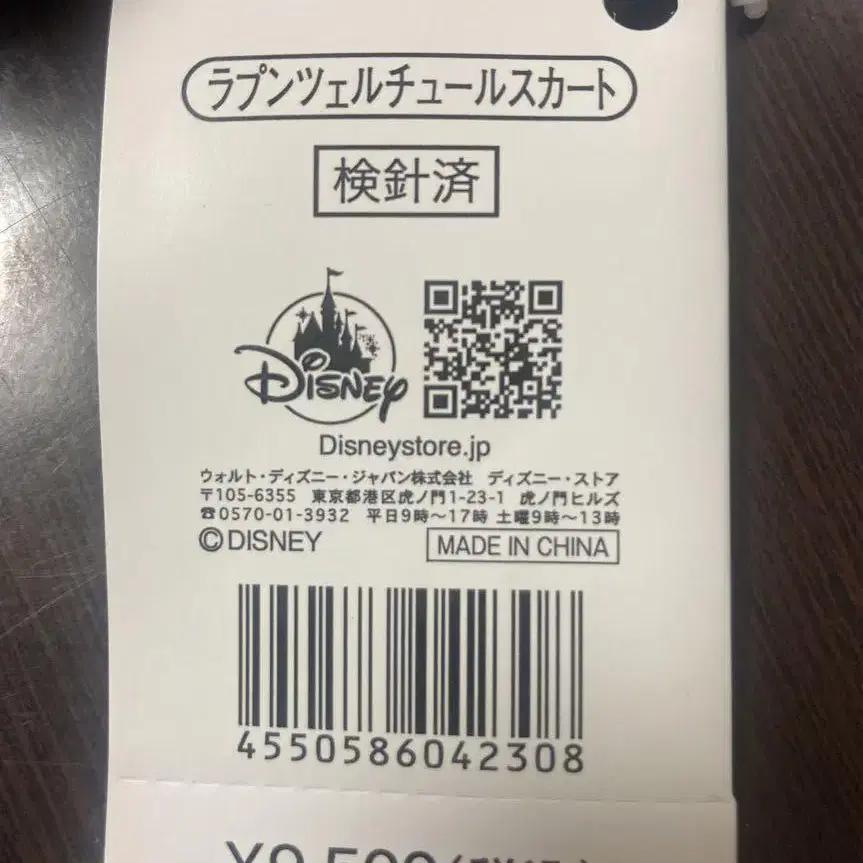 ラプンツェルチュールスカート
検針済
Disney
Disneystore.jp
ウォルト・ディズニー・ジャパン株式会社 ディズニー・ストア
〒105-6355 東京都港区虎ノ門1-23-1 虎ノ門ヒルズ
☎0570-01-3932 平日9時〜17時 土曜9時〜13時
©DISNEY
MADE IN CHINA
4550586042308